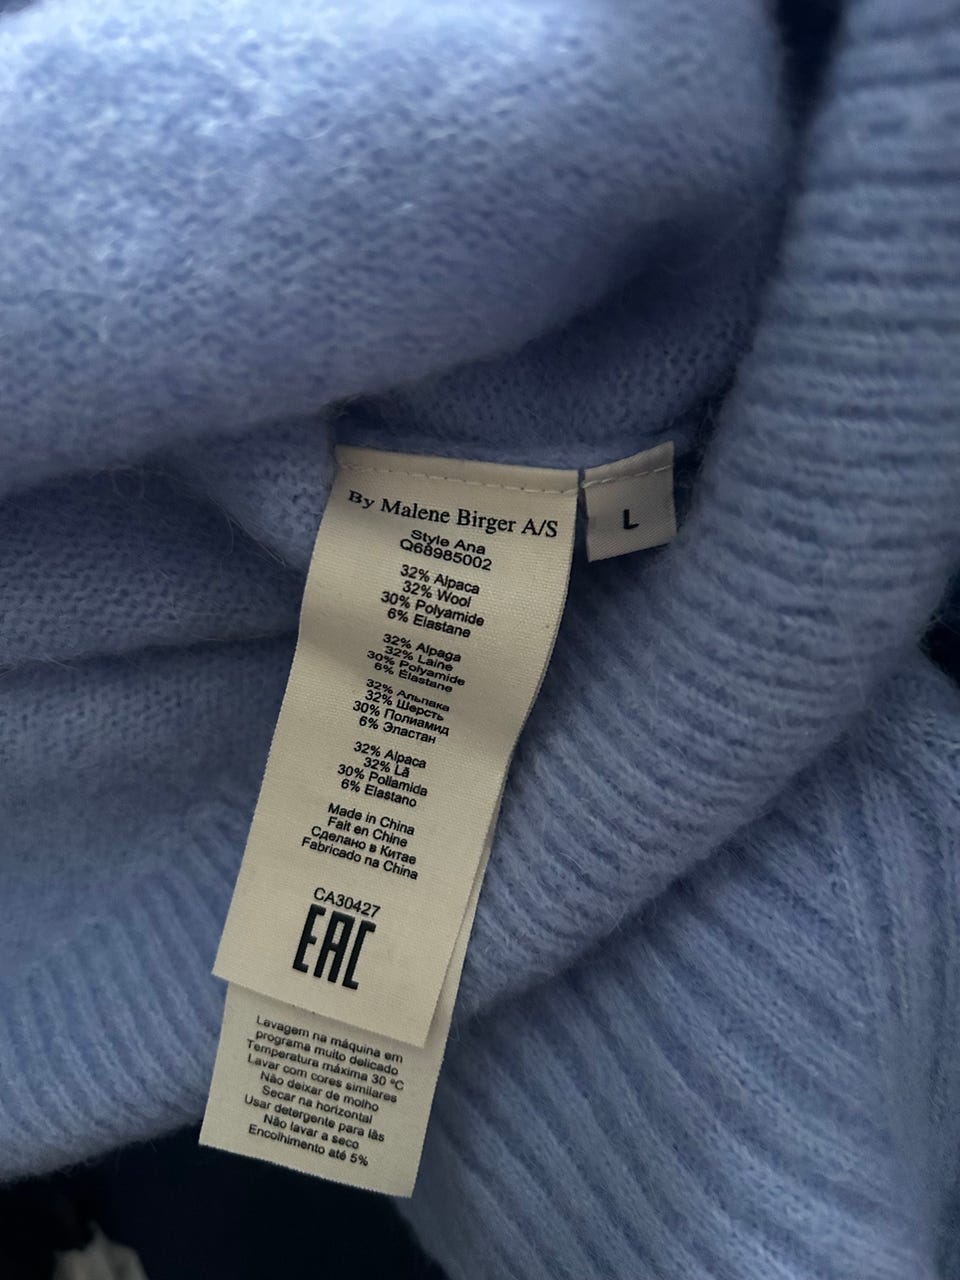 By Malene Birger A/S
L
Style Ana
Q68985002
32% Alpaca
32% Wool
30% Polyamide
6% Elastane
32% Alpaga
32% Laine
30% Polyamide
6% Élastane
32% Альпака
32% Шерсть
30% Полиамид
6% Эластан
32% Alpaca
32% Lã
30% Poliamida
6% Elastano
Made in China
Fait en Chine
Сделано в Китае
Fabricado na China
CA30427
EAC
Lavagem na máquina em
programa muito delicado
Temperatura máxima 30 °C
Lavar com cores similares
Não deixar de molho
Secar na horizontal
Usar detergente para lãs
Não lavar a seco
Encolhimento até 5%